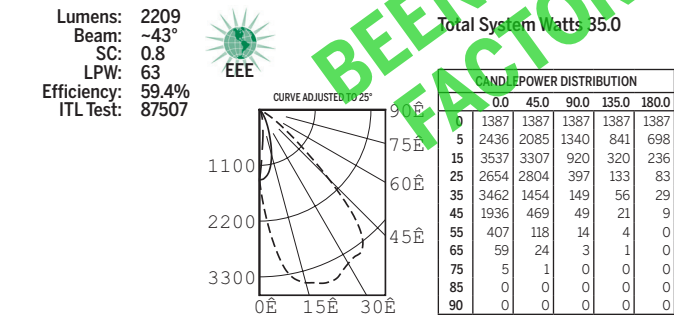 Lumens: 2209
Beam: ~43°
SC: 0.8
LPW: 63
Efficiency: 59.4%
ITL Test: 87507
EEE
BEEN
FACTOR
Total System Watts 35.0
CURVE ADJUSTED TO 25°
90Ê
75Ê
60Ê
45Ê
1100
2200
3300
0Ê 15Ê 30Ê
CANDLEPOWER DISTRIBUTION
0.0 45.0 90.0 135.0 180.0
0 1387 1387 1387 1387 1387
5 2436 2085 1340 841 698
15 3537 3307 920 320 236
25 2654 2804 397 133 83
35 3462 1454 149 56 29
45 1936 469 49 21 9
55 407 118 14 4 0
65 59 24 3 1 0
75 5 1 0 0 0
85 0 0 0 0 0
90 0 0 0 0 0